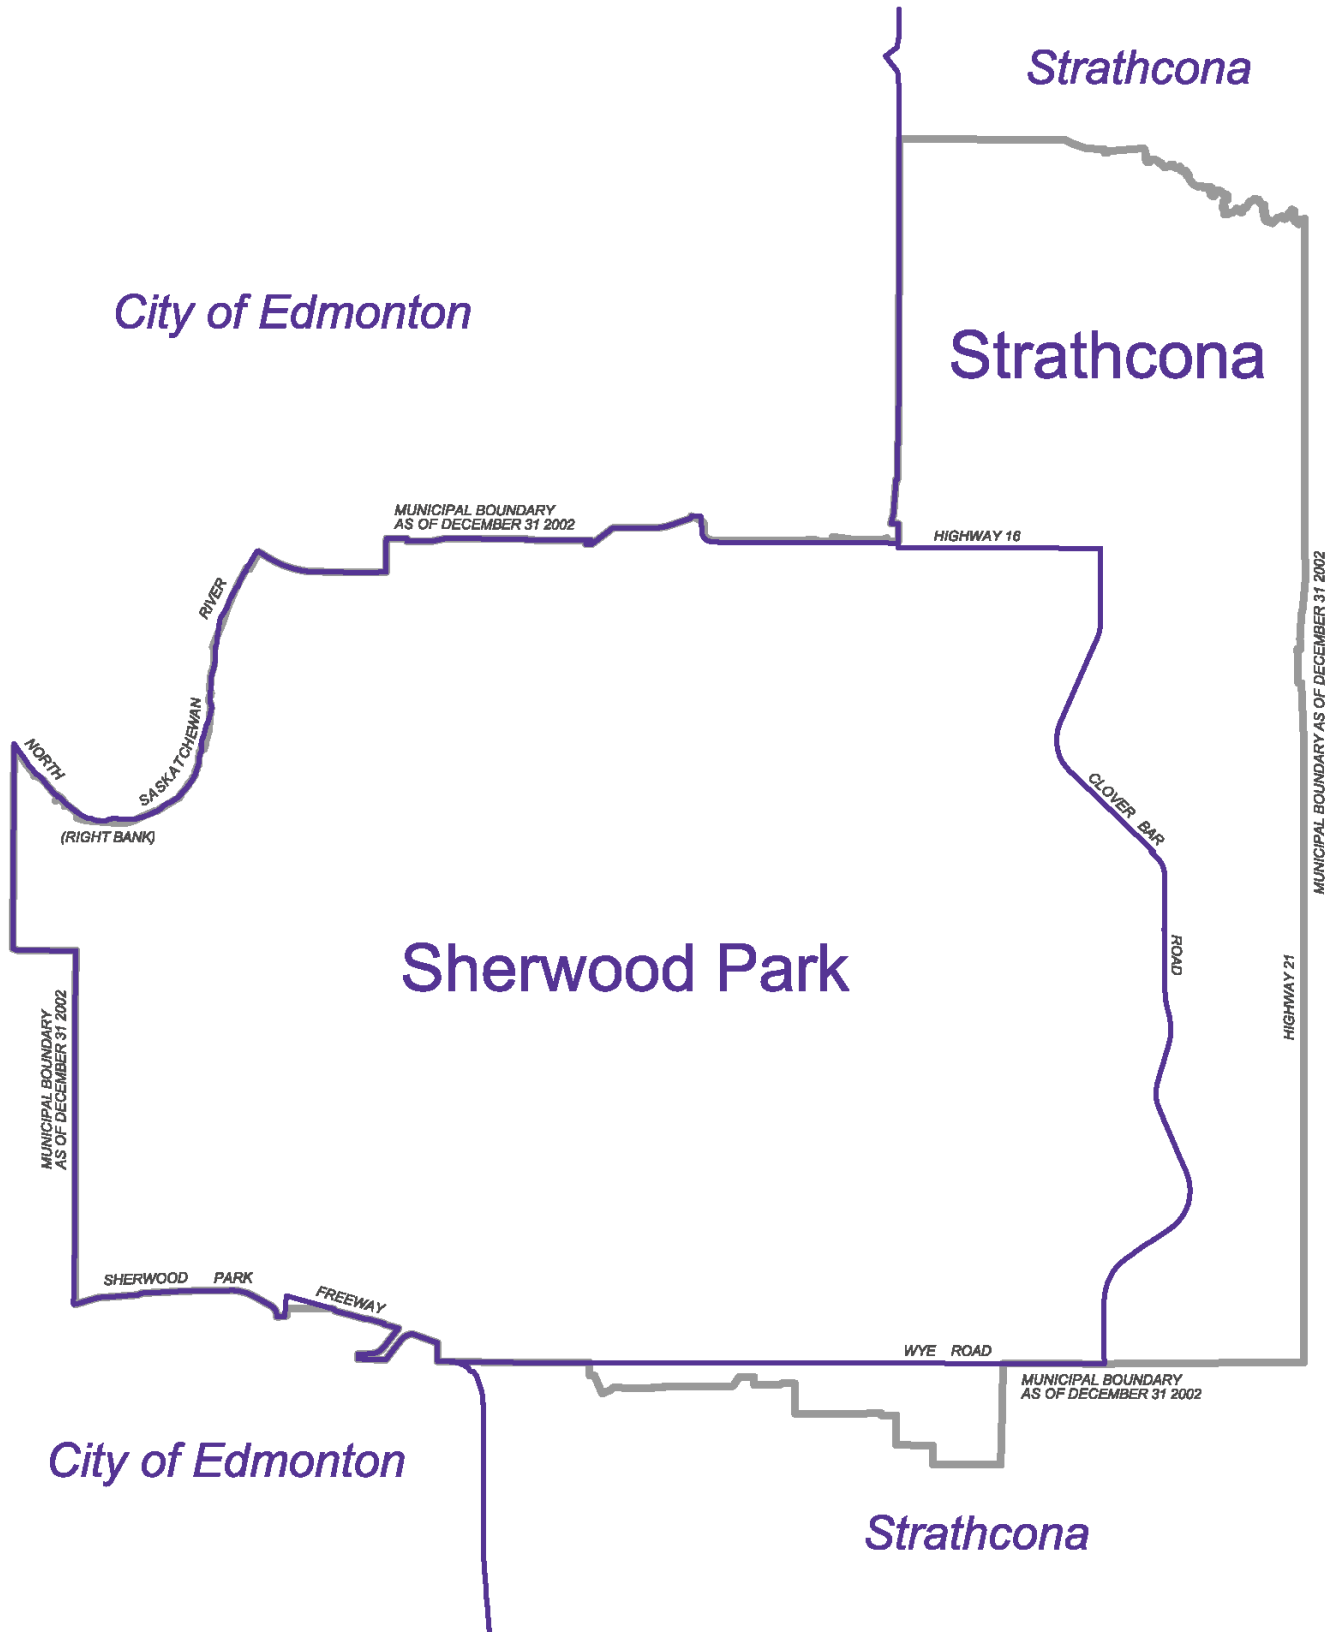 Strathcona
City of Edmonton
Strathcona
MUNICIPAL BOUNDARY
AS OF DECEMBER 31 2002
HIGHWAY 16
RIVER
MUNICIPAL BOUNDARY AS OF DECEMBER 31 2002
NORTH
SASKATCHEWAN
(RIGHT BANK)
CLOVER BAR
ROAD
Sherwood Park
HIGHWAY 21
MUNICIPAL BOUNDARY
AS OF DECEMBER 31 2002
SHERWOOD PARK
FREEWAY
WYE ROAD
MUNICIPAL BOUNDARY
AS OF DECEMBER 31 2002
City of Edmonton
Strathcona